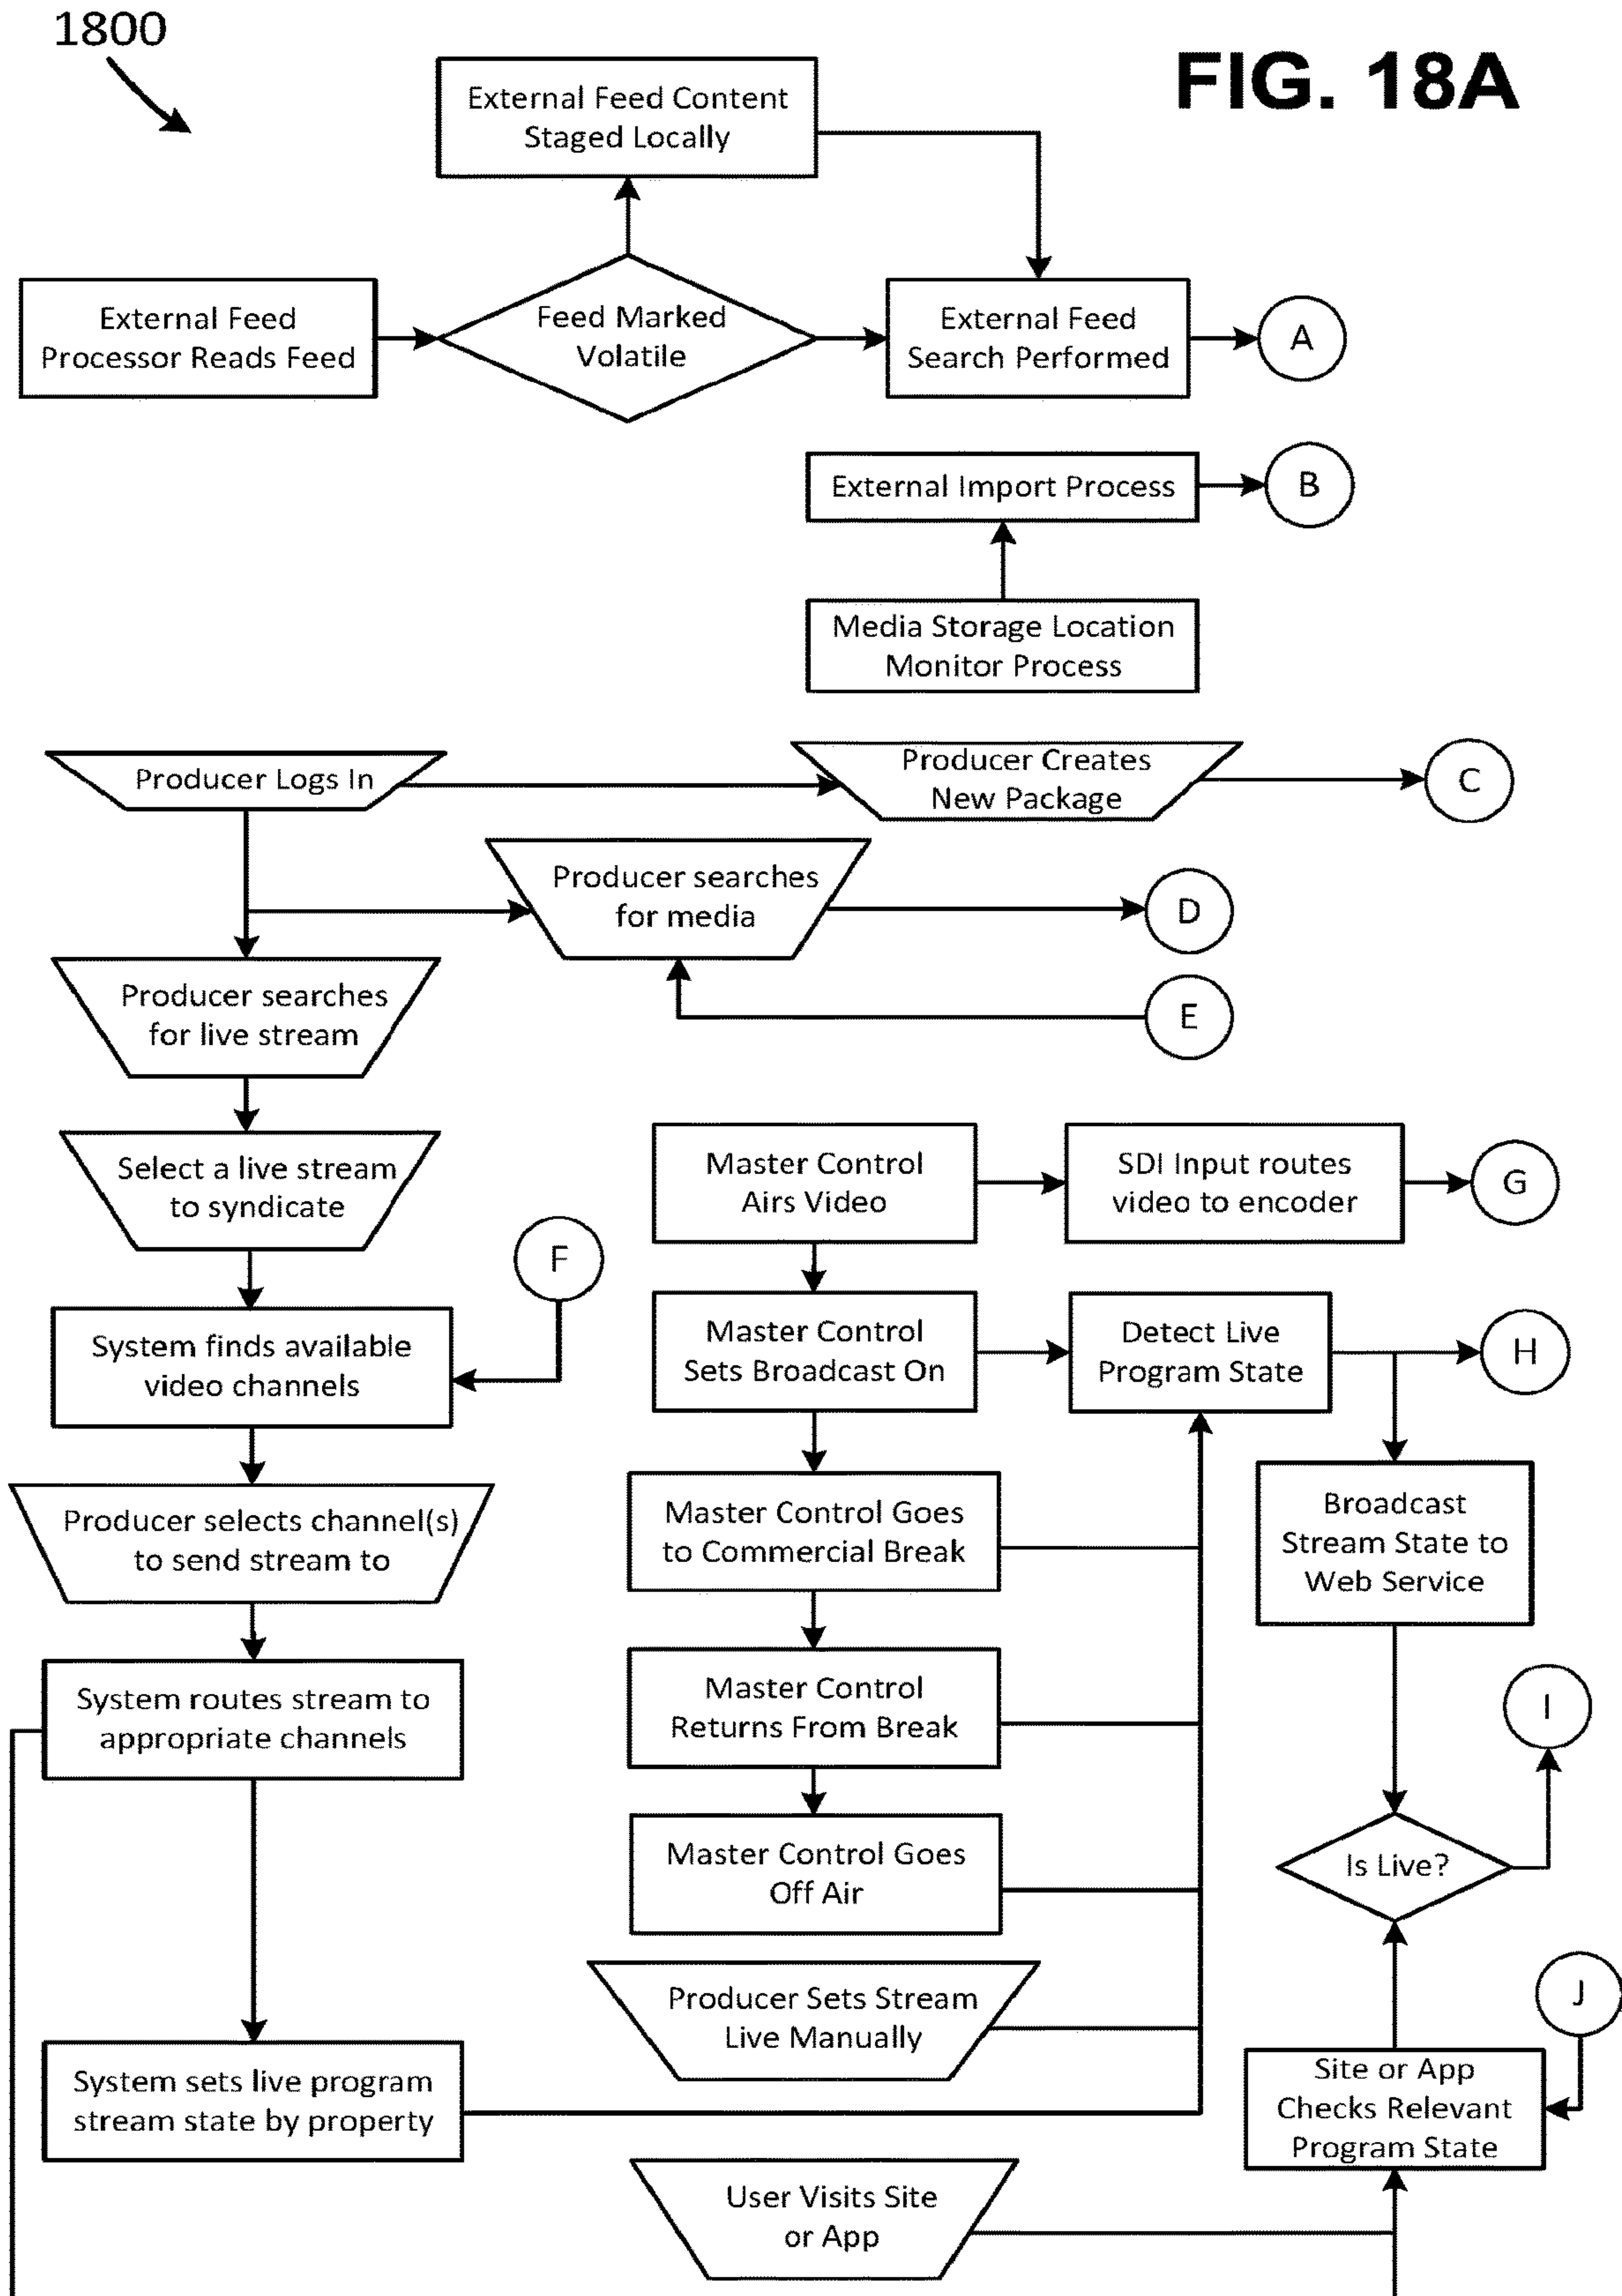 1800
FIG. 18A
External Feed Content
Staged Locally
External Feed
Processor Reads Feed
Feed Marked
Volatile
External Feed
Search Performed
A
External Import Process
B
Media Storage Location
Monitor Process
Producer Logs In
Producer Creates
New Package
C
Producer searches
for media
D
E
Producer searches
for live stream
Select a live stream
to syndicate
F
System finds available
video channels
Producer selects channel(s)
to send stream to
System routes stream to
appropriate channels
System sets live program
stream state by property
Master Control
Airs Video
SDI Input routes
video to encoder
G
Master Control
Sets Broadcast On
Detect Live
Program State
H
Master Control Goes
to Commercial Break
Broadcast
Stream State to
Web Service
Master Control
Returns From Break
I
Master Control Goes
Off Air
Is Live?
Producer Sets Stream
Live Manually
J
Site or App
Checks Relevant
Program State
User Visits Site
or App